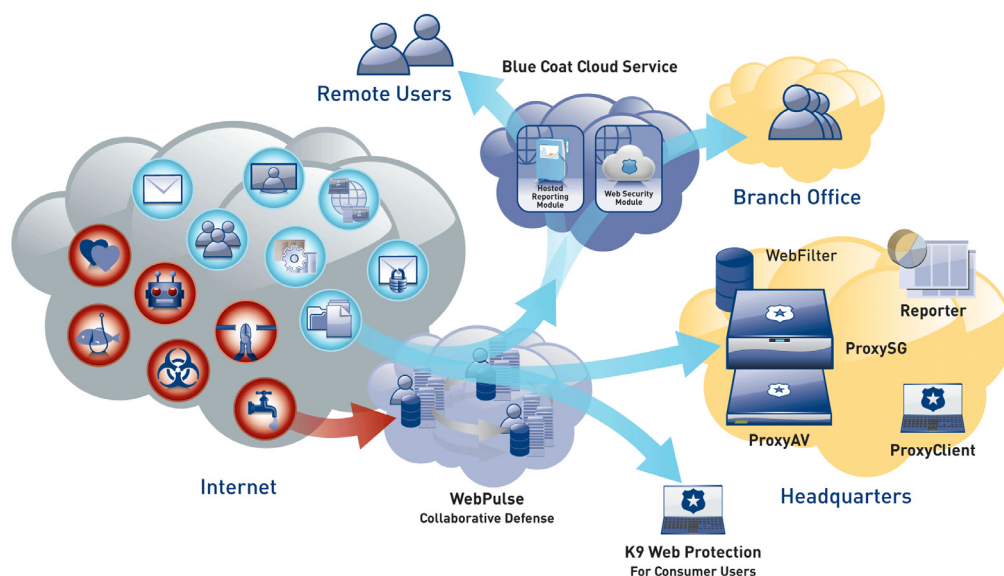 Remote Users
Blue Coat Cloud Service
Hosted
Reporting
Module
Web Security
Module
Branch Office
WebFilter
Reporter
ProxySG
ProxyAV
ProxyClient
Headquarters
Internet
WebPulse
Collaborative Defense
K9 Web Protection
For Consumer Users